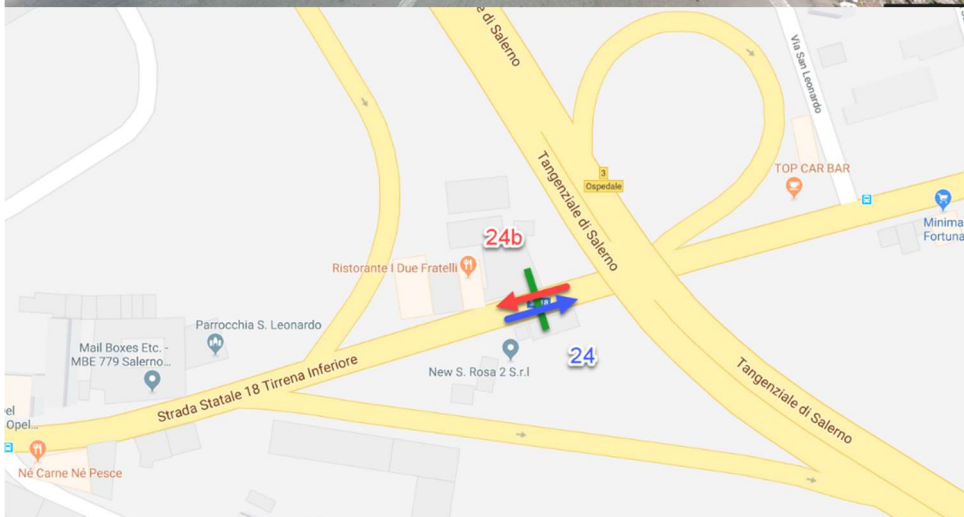 e di Salerno
Via San Leonardo
TOP CAR BAR
3
Ospedale
Tangenziale di Salerno
Minima
Fortuna
24b
Ristorante I Due Fratelli
Parrocchia S. Leonardo
Mail Boxes Etc. -
MBE 779 Salerno...
New S. Rosa 2 S.r.l
24
Strada Statale 18 Tirrena Inferiore
Tangenziale di Salerno
el
Opel...
Né Carne Né Pesce